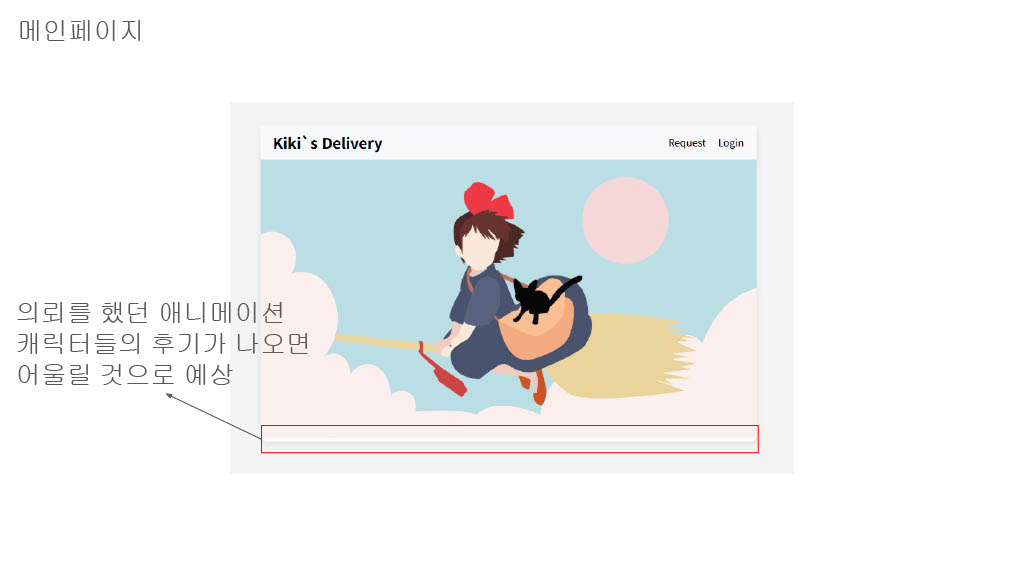 메인페이지
Kiki`s Delivery
Request Login
의뢰를 했던 애니메이션
캐릭터들의 후기가 나오면
어울릴 것으로 예상